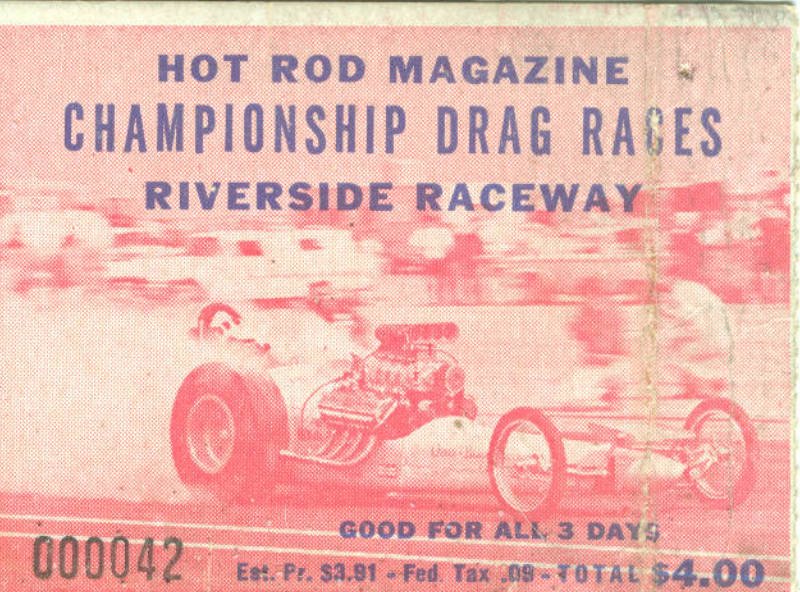 HOT ROD MAGAZINE
CHAMPIONSHIP DRAG RACES
RIVERSIDE RACEWAY
GOOD FOR ALL 3 DAYS
000042
Est. Pr. $3.91 - Fed. Tax .09 - TOTAL $4.00